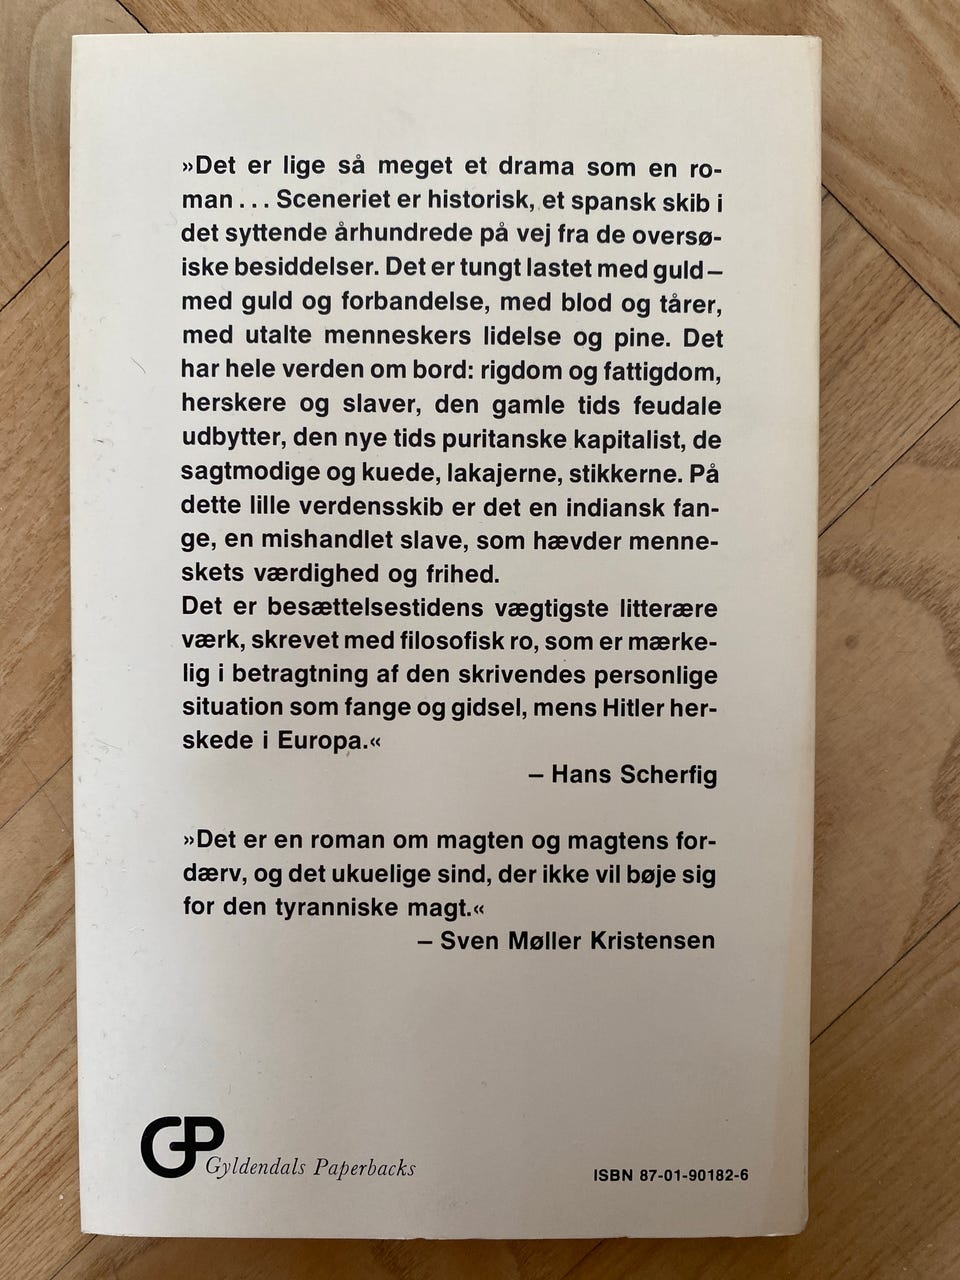 »Det er lige så meget et drama som en ro-
man... Sceneriet er historisk, et spansk skib i
det syttende århundrede på vej fra de oversø-
iske besiddelser. Det er tungt lastet med guld –
med guld og forbandelse, med blod og tårer,
med utalte menneskers lidelse og pine. Det
har hele verden om bord: rigdom og fattigdom,
herskere og slaver, den gamle tids feudale
udbytter, den nye tids puritanske kapitalist, de
sagtmodige og kuede, lakajerne, stikkerne. På
dette lille verdensskib er det en indiansk fan-
ge, en mishandlet slave, som hævder menne-
skets værdighed og frihed.
Det er besættelsestidens vægtigste litterære
værk, skrevet med filosofisk ro, som er mærke-
lig i betragtning af den skrivendes personlige
situation som fange og gidsel, mens Hitler her-
skede i Europa.«
– Hans Scherfig
»Det er en roman om magten og magtens for-
dærv, og det ukuelige sind, der ikke vil bøje sig
for den tyranniske magt.«
– Sven Møller Kristensen
GP
Gyldendals Paperbacks
ISBN 87-01-90182-6